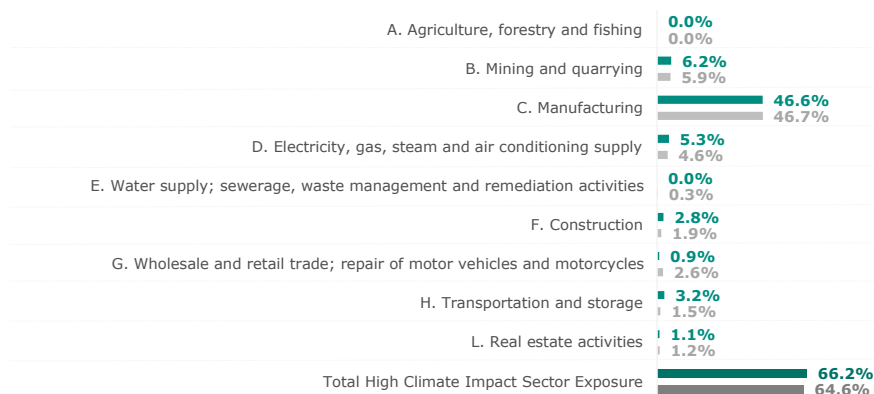 A. Agriculture, forestry and fishing
0.0%
0.0%
B. Mining and quarrying
6.2%
5.9%
C. Manufacturing
46.6%
46.7%
D. Electricity, gas, steam and air conditioning supply
5.3%
4.6%
E. Water supply; sewerage, waste management and remediation activities
0.0%
0.3%
F. Construction
2.8%
1.9%
G. Wholesale and retail trade; repair of motor vehicles and motorcycles
0.9%
2.6%
H. Transportation and storage
3.2%
1.5%
L. Real estate activities
1.1%
1.2%
Total High Climate Impact Sector Exposure
66.2%
64.6%